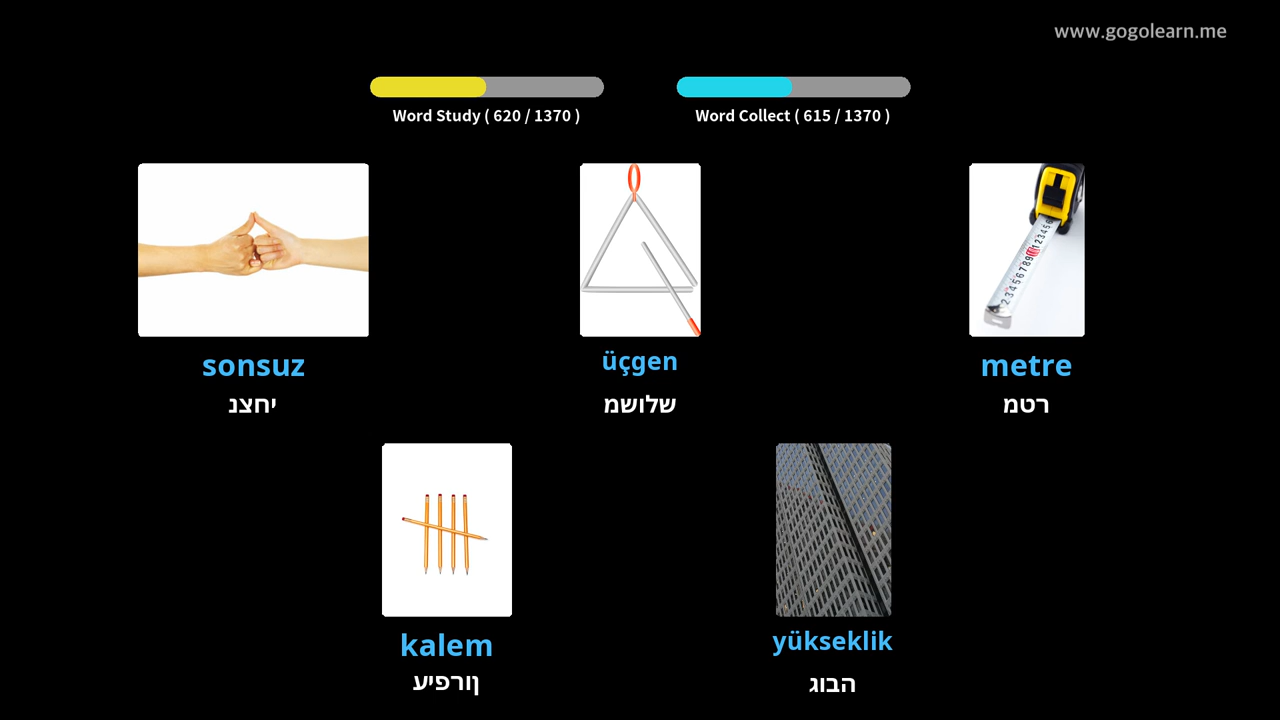 www.gogolearn.me
Word Study ( 620 / 1370 )
Word Collect ( 615 / 1370 )
sonsuz
נצחי
üçgen
משולש
metre
מטר
kalem
עיפרון
yükseklik
גובה